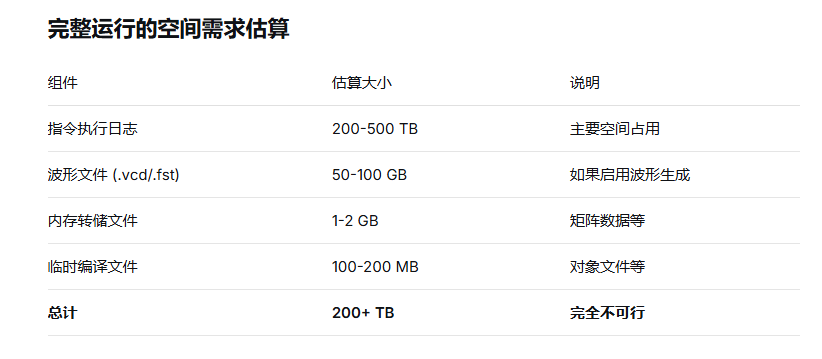 完整运行的空间需求估算
组件 估算大小 说明
指令执行日志 200-500 TB 主要空间占用
波形文件 (.vcd/.fst) 50-100 GB 如果启用波形生成
内存转储文件 1-2 GB 矩阵数据等
临时编译文件 100-200 MB 对象文件等
总计 200+ TB 完全不可行